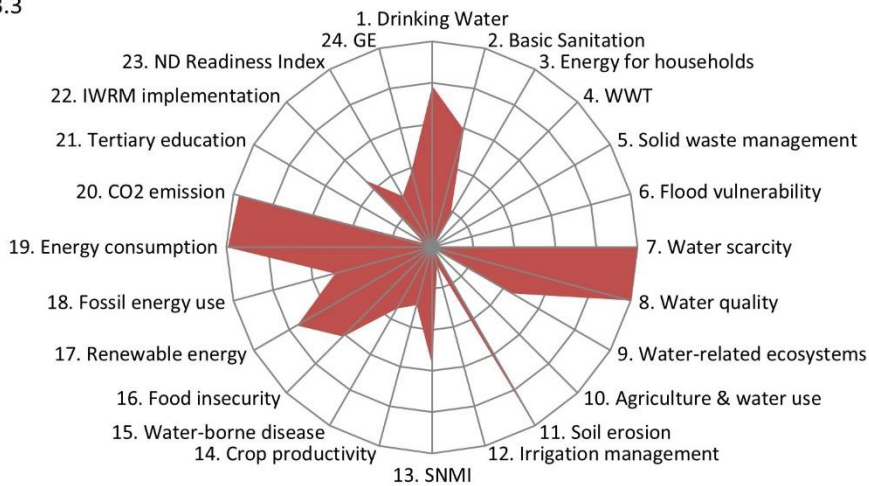 1. Drinking Water
2. Basic Sanitation
3. Energy for households
4. WWT
5. Solid waste management
6. Flood vulnerability
7. Water scarcity
8. Water quality
9. Water-related ecosystems
10. Agriculture & water use
11. Soil erosion
12. Irrigation management
13. SNMI
14. Crop productivity
15. Water-borne disease
16. Food insecurity
17. Renewable energy
18. Fossil energy use
19. Energy consumption
20. CO2 emission
21. Tertiary education
22. IWRM implementation
23. ND Readiness Index
24. GE